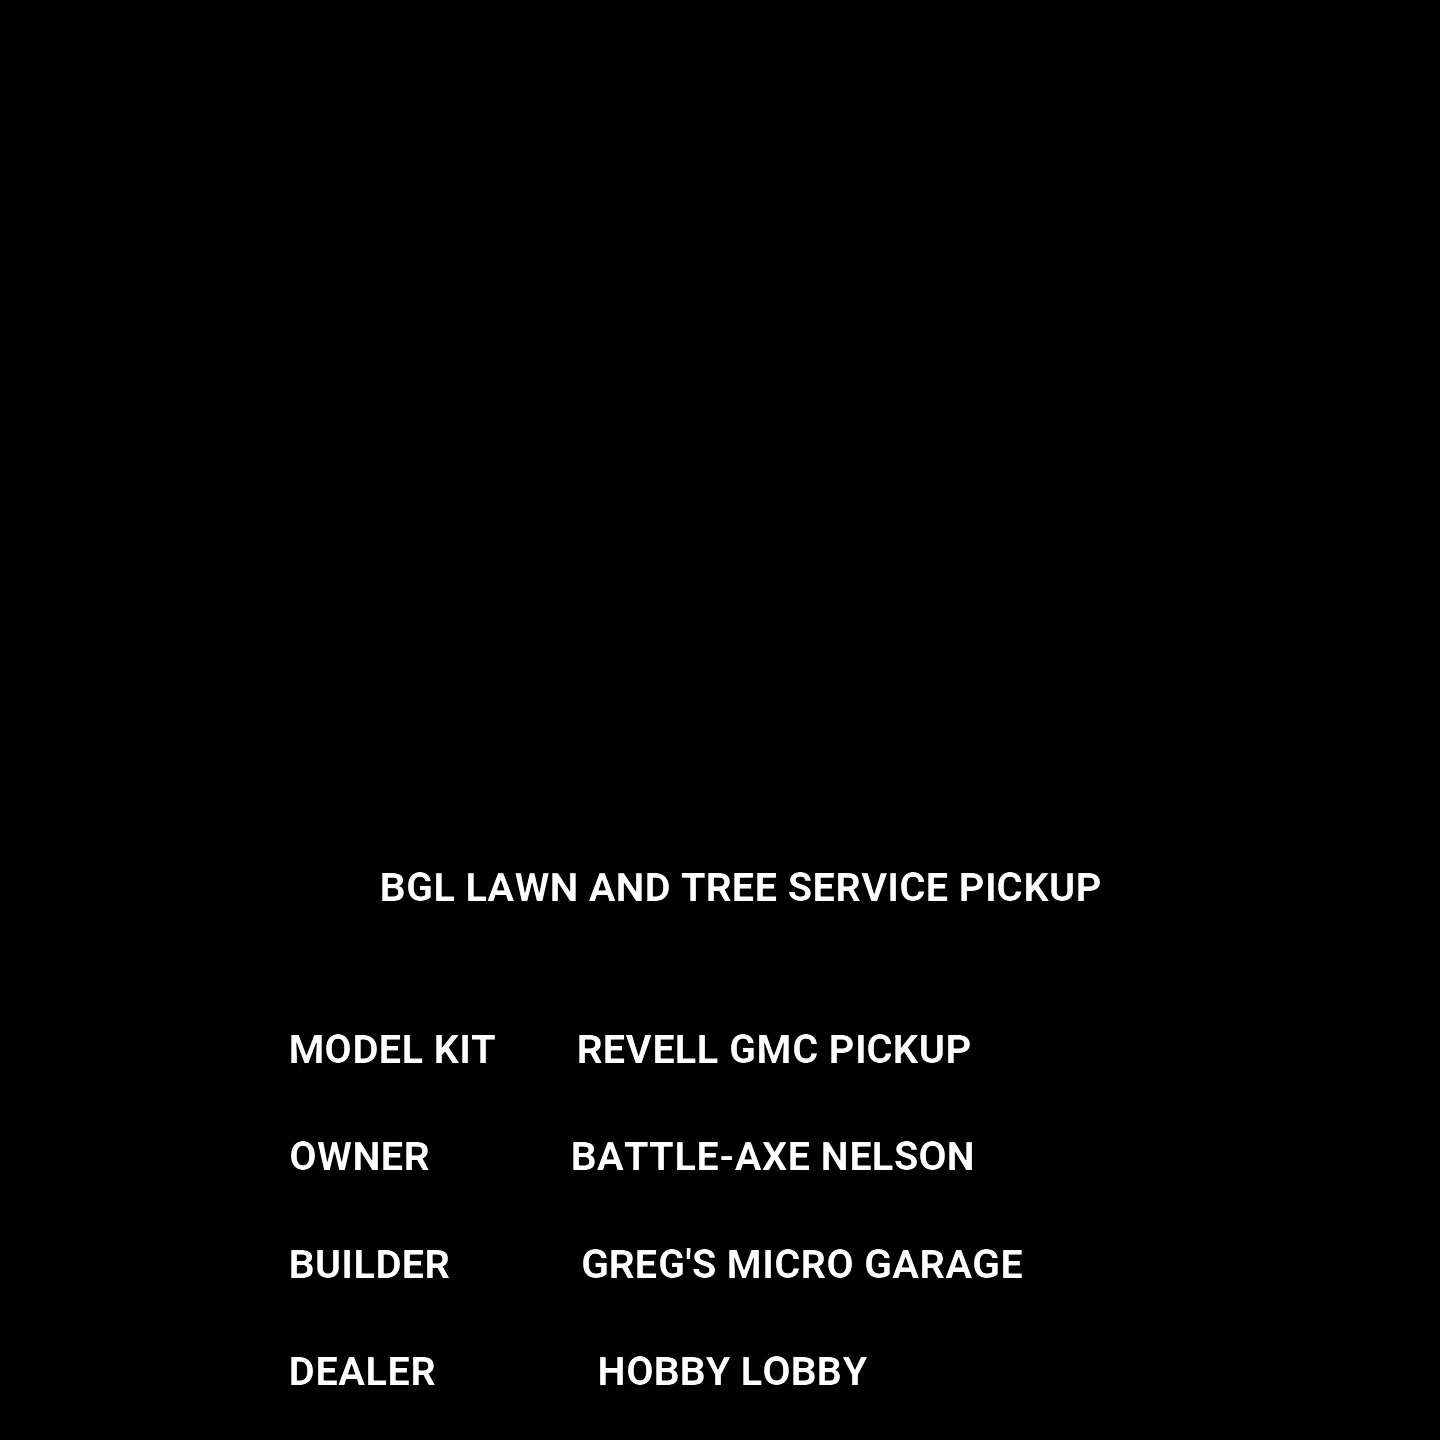 BGL LAWN AND TREE SERVICE PICKUP
MODEL KIT REVELL GMC PICKUP
OWNER BATTLE-AXE NELSON
BUILDER GREG'S MICRO GARAGE
DEALER HOBBY LOBBY